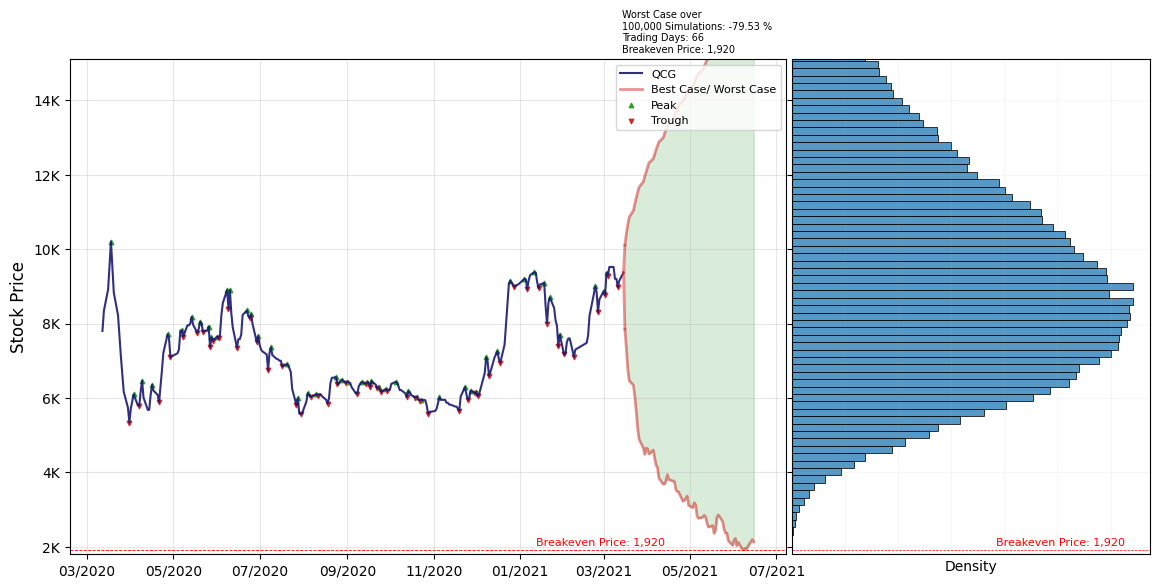 Worst Case over
100,000 Simulations: -79.53 %
Trading Days: 66
Breakeven Price: 1,920
QCG
Best Case/ Worst Case
Peak
Trough
Stock Price
14K
12K
10K
8K
6K
4K
2K
Breakeven Price: 1,920
Breakeven Price: 1,920
03/2020
05/2020
07/2020
09/2020
11/2020
01/2021
03/2021
05/2021
07/2021
Density